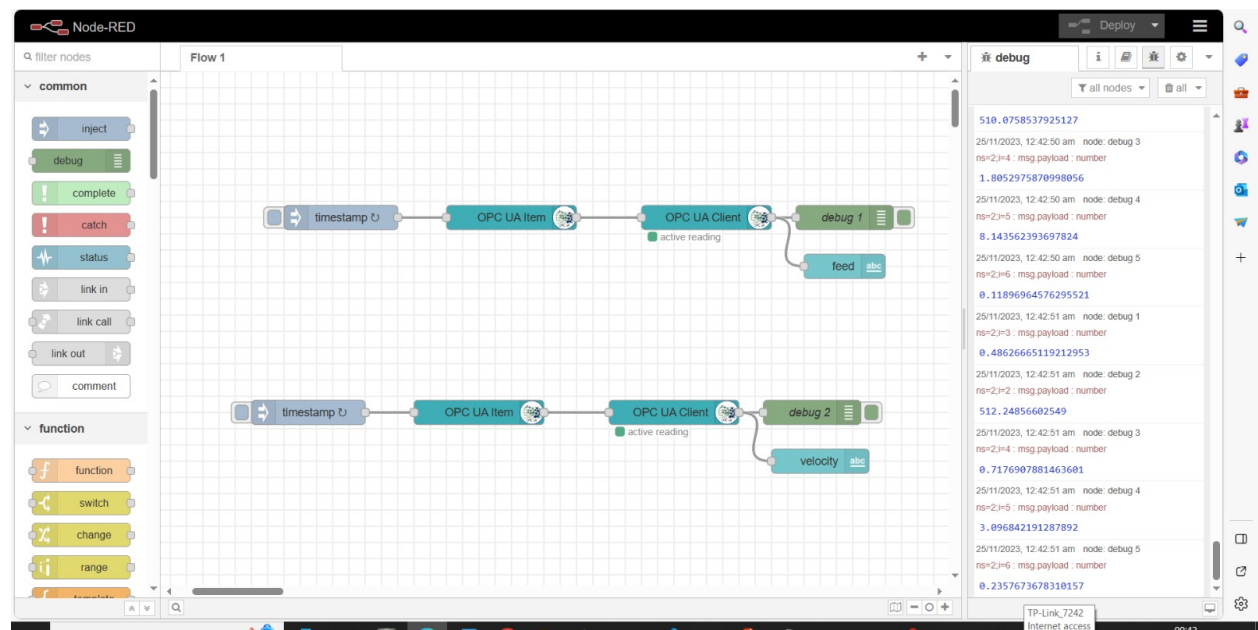 Node-RED
Deploy
filter nodes
Flow 1
debug
i
all nodes
all
common
inject
debug
complete
catch
status
link in
link call
link out
comment
function
function
switch
change
range
template
timestamp ↻
OPC UA Item
OPC UA Client
active reading
debug 1
feed
abc
timestamp ↻
OPC UA Item
OPC UA Client
active reading
debug 2
velocity
abc
510.0758537925127
25/11/2023, 12:42:50 am node: debug 3
ns=2;i=4 : msg.payload : number
1.8052975870998056
25/11/2023, 12:42:50 am node: debug 4
ns=2;i=5 : msg.payload : number
8.143562393697824
25/11/2023, 12:42:50 am node: debug 5
ns=2;i=6 : msg.payload : number
0.11896964576295521
25/11/2023, 12:42:51 am node: debug 1
ns=2;i=3 : msg.payload : number
0.48626665119212953
25/11/2023, 12:42:51 am node: debug 2
ns=2;i=2 : msg.payload : number
512.24856602549
25/11/2023, 12:42:51 am node: debug 3
ns=2;i=4 : msg.payload : number
0.7176907881463601
25/11/2023, 12:42:51 am node: debug 4
ns=2;i=5 : msg.payload : number
3.096842191287892
25/11/2023, 12:42:51 am node: debug 5
ns=2;i=6 : msg.payload : number
0.2357673678310157
TP-Link_7242
Internet access